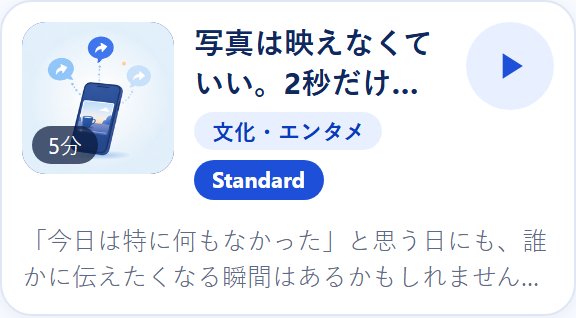 写真は映えなくて
いい。2秒だけ...
文化・エンタメ
Standard
5分
「今日は特に何もなかった」と思う日にも、誰
かに伝えたくなる瞬間はあるかもしれません...